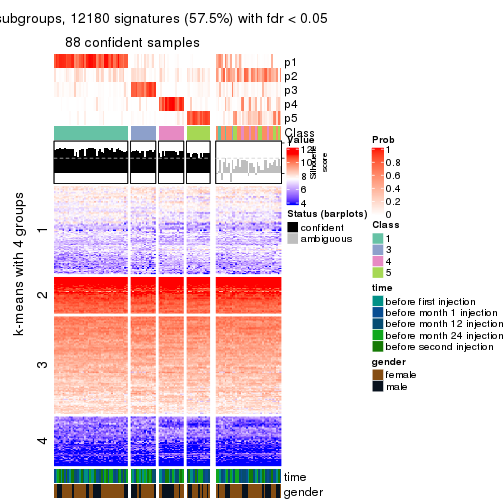 subgroups, 12180 signatures (57.5%) with fdr < 0.05
88 confident samples
p1
p2
p3
p4
p5
Class
Silhouette
score
k-means with 4 groups
1
2
3
4
time
gender
Value
12
10
8
6
4
Status (barplots)
confident
ambiguous
Prob
1
0.8
0.6
0.4
0.2
0
Class
1
3
4
5
time
before first injection
before month 1 injection
before month 12 injection
before month 24 injection
before second injection
gender
female
male